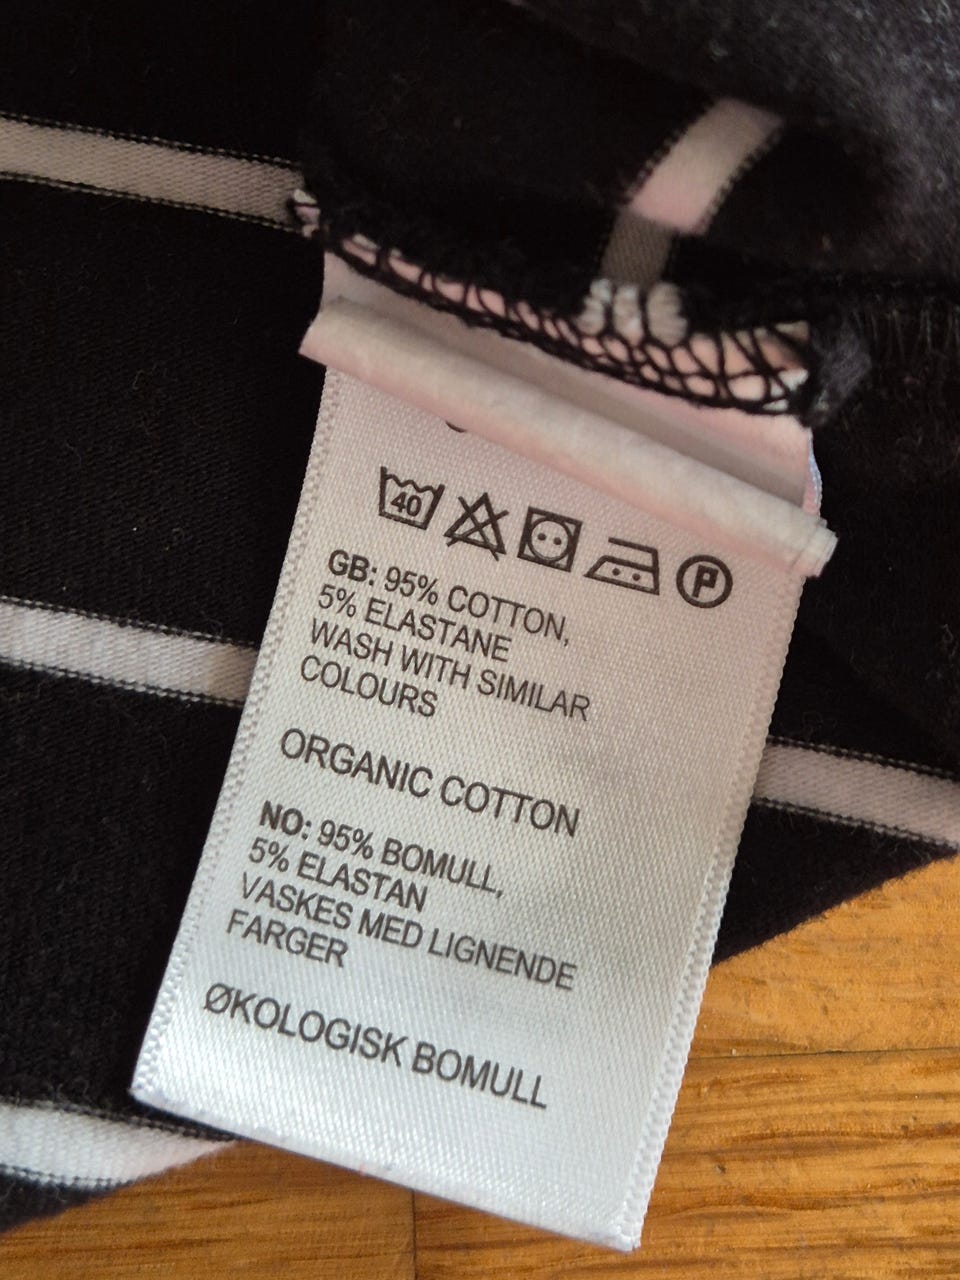 40
P
GB: 95% COTTON,
5% ELASTANE
WASH WITH SIMILAR
COLOURS
ORGANIC COTTON
NO: 95% BOMULL,
5% ELASTAN
VASKES MED LIGNENDE
FARGER
ØKOLOGISK BOMULL